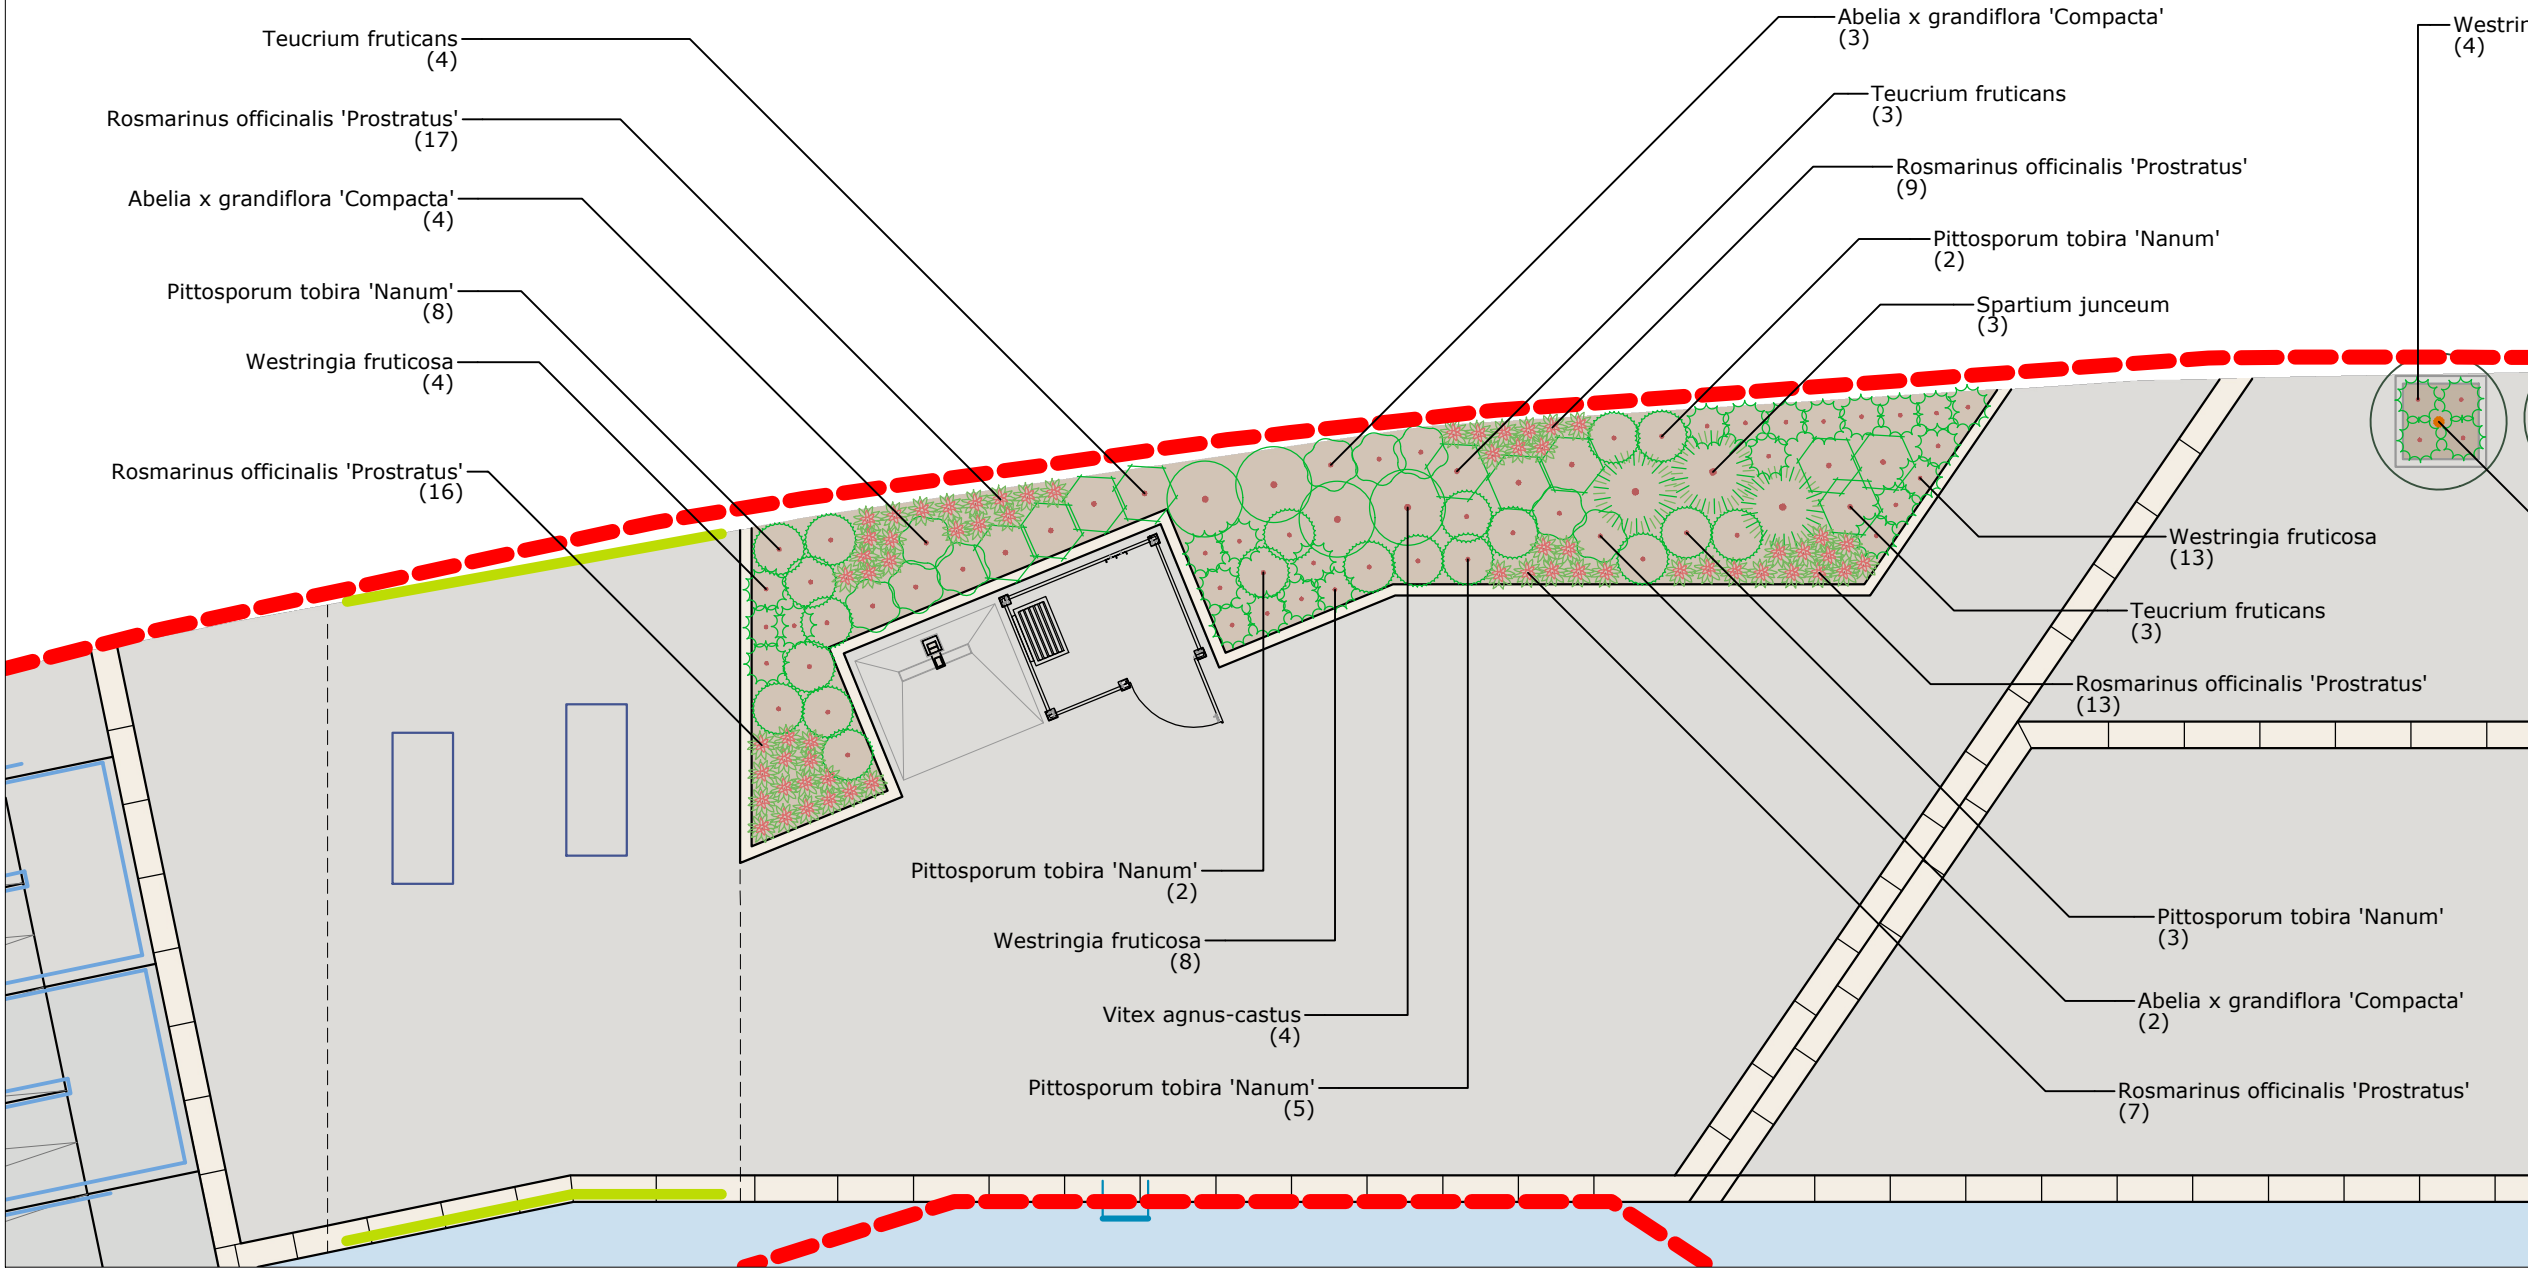 Teucrium fruticans
(4)
Rosmarinus officinalis 'Prostratus'
(17)
Abelia x grandiflora 'Compacta'
(4)
Pittosporum tobira 'Nanum'
(8)
Westringia fruticosa
(4)
Rosmarinus officinalis 'Prostratus'
(16)
Abelia x grandiflora 'Compacta'
(3)
Teucrium fruticans
(3)
Rosmarinus officinalis 'Prostratus'
(9)
Pittosporum tobira 'Nanum'
(2)
Spartium junceum
(3)
(4)
Westringia fruticosa
(13)
Teucrium fruticans
(3)
Rosmarinus officinalis 'Prostratus'
(13)
Pittosporum tobira 'Nanum'
(2)
Westringia fruticosa
(8)
Vitex agnus-castus
(4)
Pittosporum tobira 'Nanum'
(5)
Pittosporum tobira 'Nanum'
(3)
Abelia x grandiflora 'Compacta'
(2)
Rosmarinus officinalis 'Prostratus'
(7)